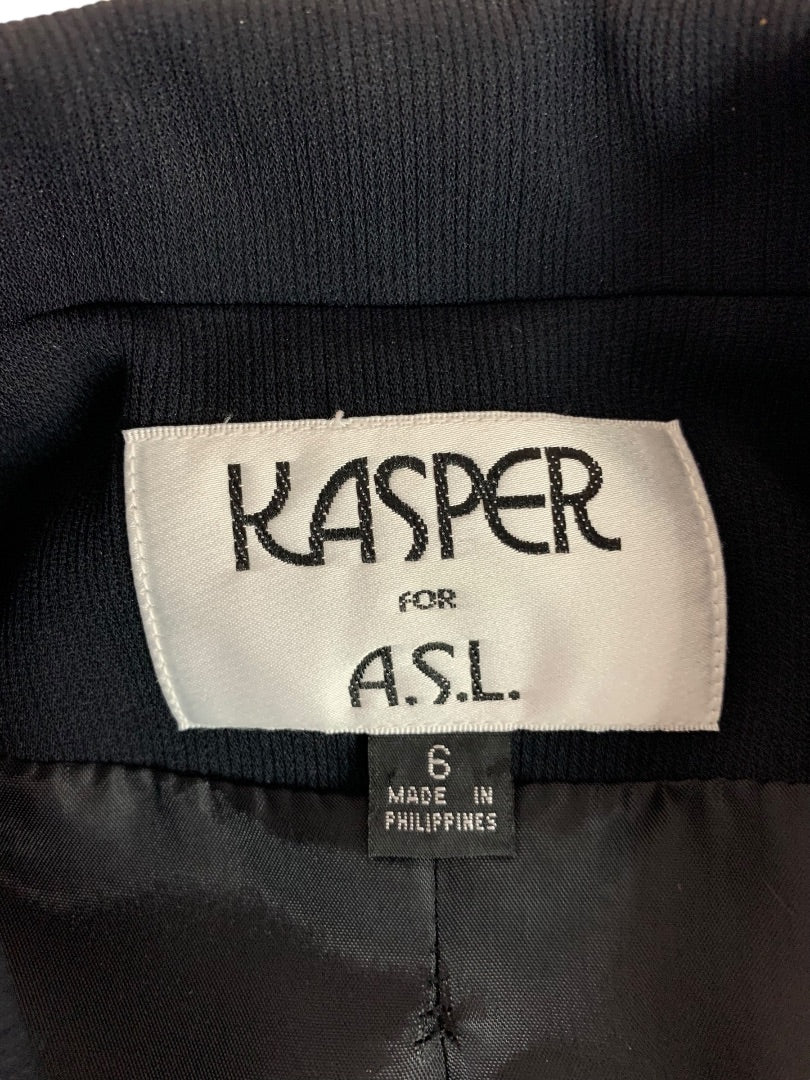 KASPER
FOR
A.S.L.
6
MADE IN
PHILIPPINES